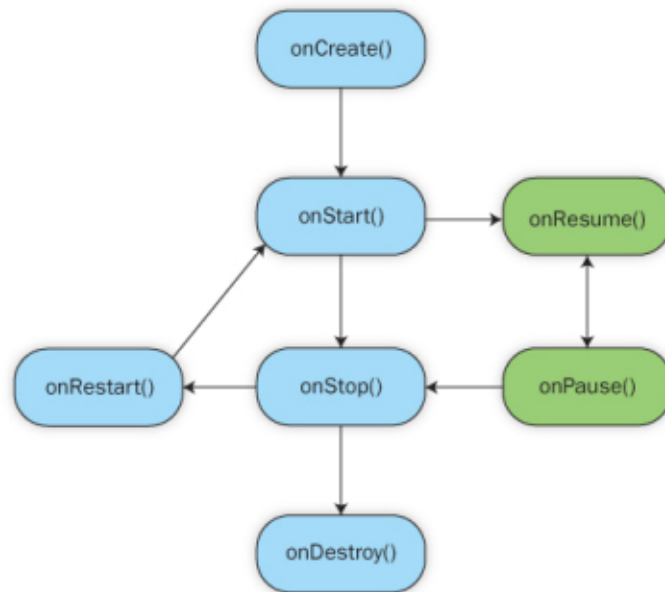 onCreate()
onStart()
onResume()
onRestart()
onStop()
onPause()
onDestroy()